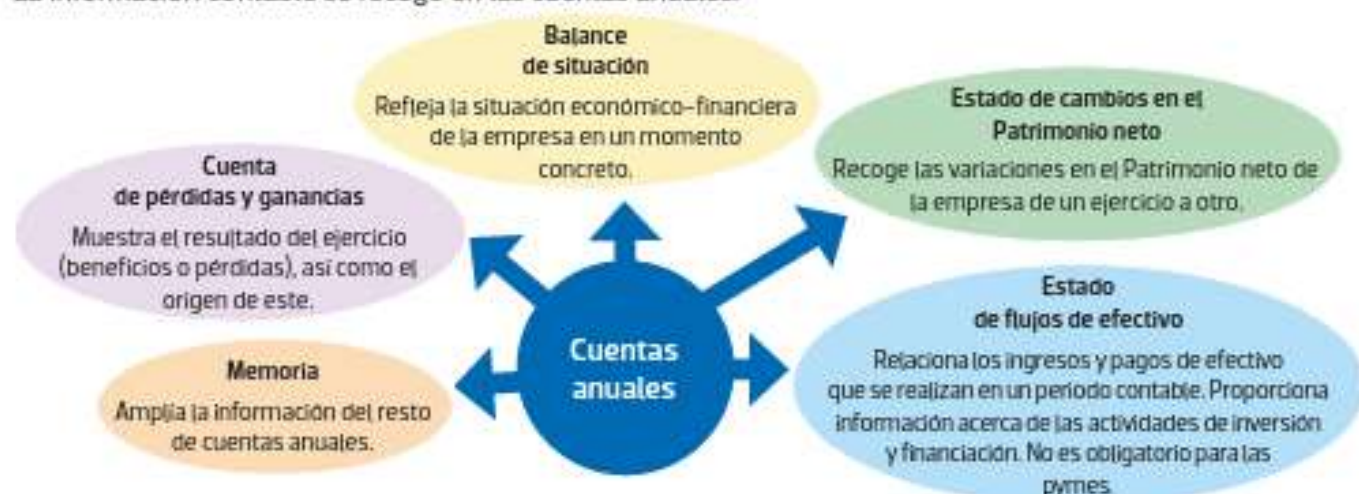 Balance
de situación
Refleja la situación económico-financiera
de la empresa en un momento
concreto.
Estado de cambios en el
Patrimonio neto
Recoge las variaciones en el Patrimonio neto de
la empresa de un ejercicio a otro.
Cuenta
de pérdidas y ganancias
Muestra el resultado del ejercicio
(beneficios o pérdidas), así como el
origen de este.
Estado
de flujos de efectivo
Relaciona los ingresos y pagos de efectivo
que se realizan en un periodo contable. Proporciona
información acerca de las actividades de inversión
y financiación. No es obligatorio para las
pymes.
Cuentas
anuales
Memoria
Amplía la información del resto
de cuentas anuales.